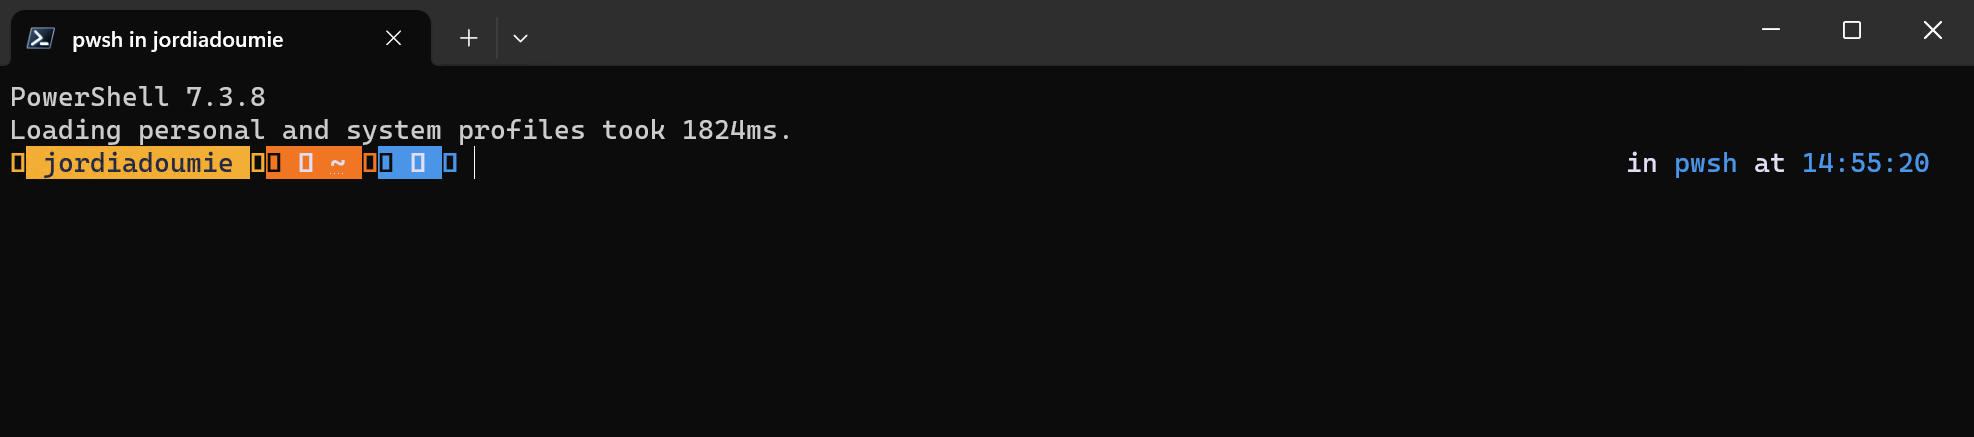 pwsh in jordiadoumie
PowerShell 7.3.8
Loading personal and system profiles took 1824ms.
jordiadoumie ~ in pwsh at 14:55:20